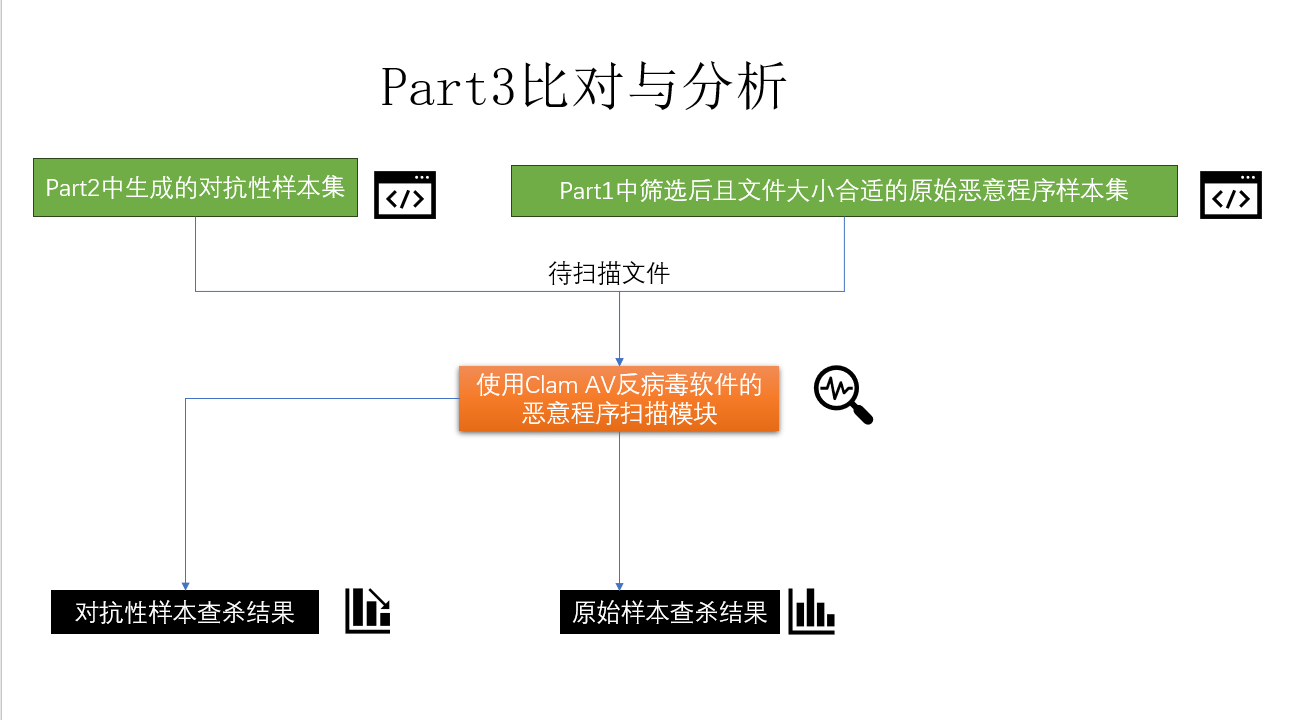 Part3比对与分析
Part2中生成的对抗性样本集
Part1中筛选后且文件大小合适的原始恶意程序样本集
待扫描文件
使用Clam AV反病毒软件的
恶意程序扫描模块
对抗性样本查杀结果
原始样本查杀结果